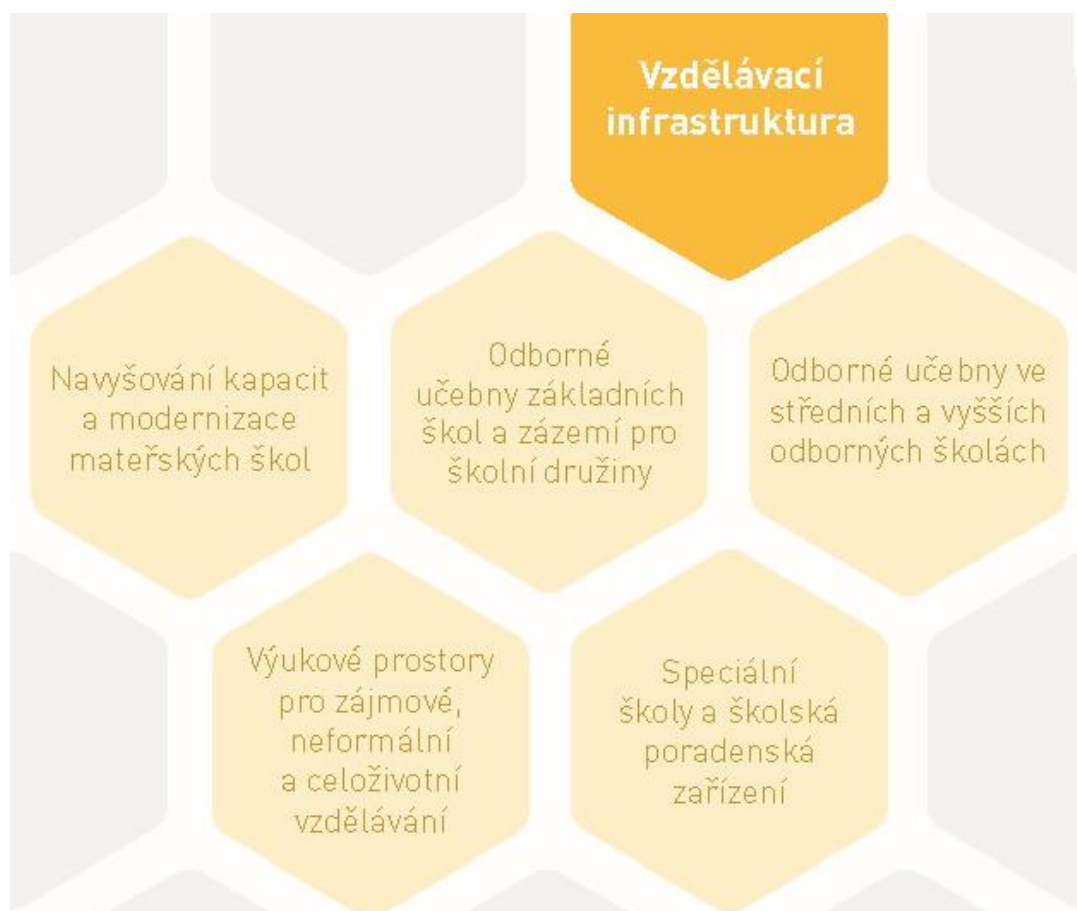 Vzdělávací
infrastruktura
Navyšování kapacit
a modernizace
mateřských škol
Odborné
učebny základních
škol a zázemí pro
školní družiny
Odborné učebny ve
středních a vyšších
odborných školách
Výukové prostory
pro zájmové,
neformální
a celoživotní
vzdělávání
Speciální
školy a školská
poradenská
zařízení